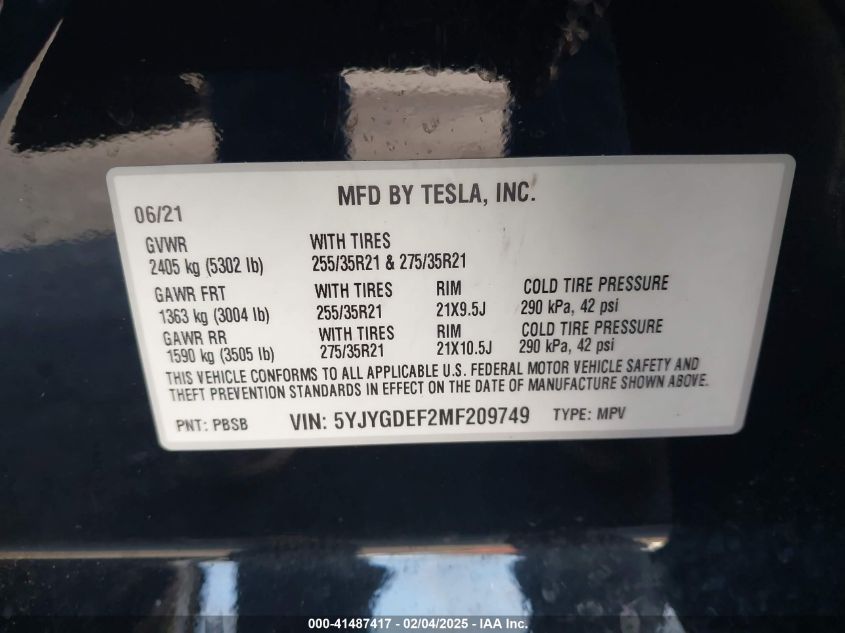 MFD BY TESLA, INC.
06/21
GVWR WITH TIRES
2405 kg (5302 lb) 255/35R21 & 275/35R21
GAWR FRT WITH TIRES RIM COLD TIRE PRESSURE
1363 kg (3004 lb) 255/35R21 21X9.5J 290 kPa, 42 psi
GAWR RR WITH TIRES RIM COLD TIRE PRESSURE
1590 kg (3505 lb) 275/35R21 21X10.5J 290 kPa, 42 psi
THIS VEHICLE CONFORMS TO ALL APPLICABLE U.S. FEDERAL MOTOR VEHICLE SAFETY AND
THEFT PREVENTION STANDARDS IN EFFECT ON THE DATE OF MANUFACTURE SHOWN ABOVE.
PNT: PBSB VIN: 5YJYGDEF2MF209749 TYPE: MPV
000-41487417 - 02/04/2025 - IAA Inc.